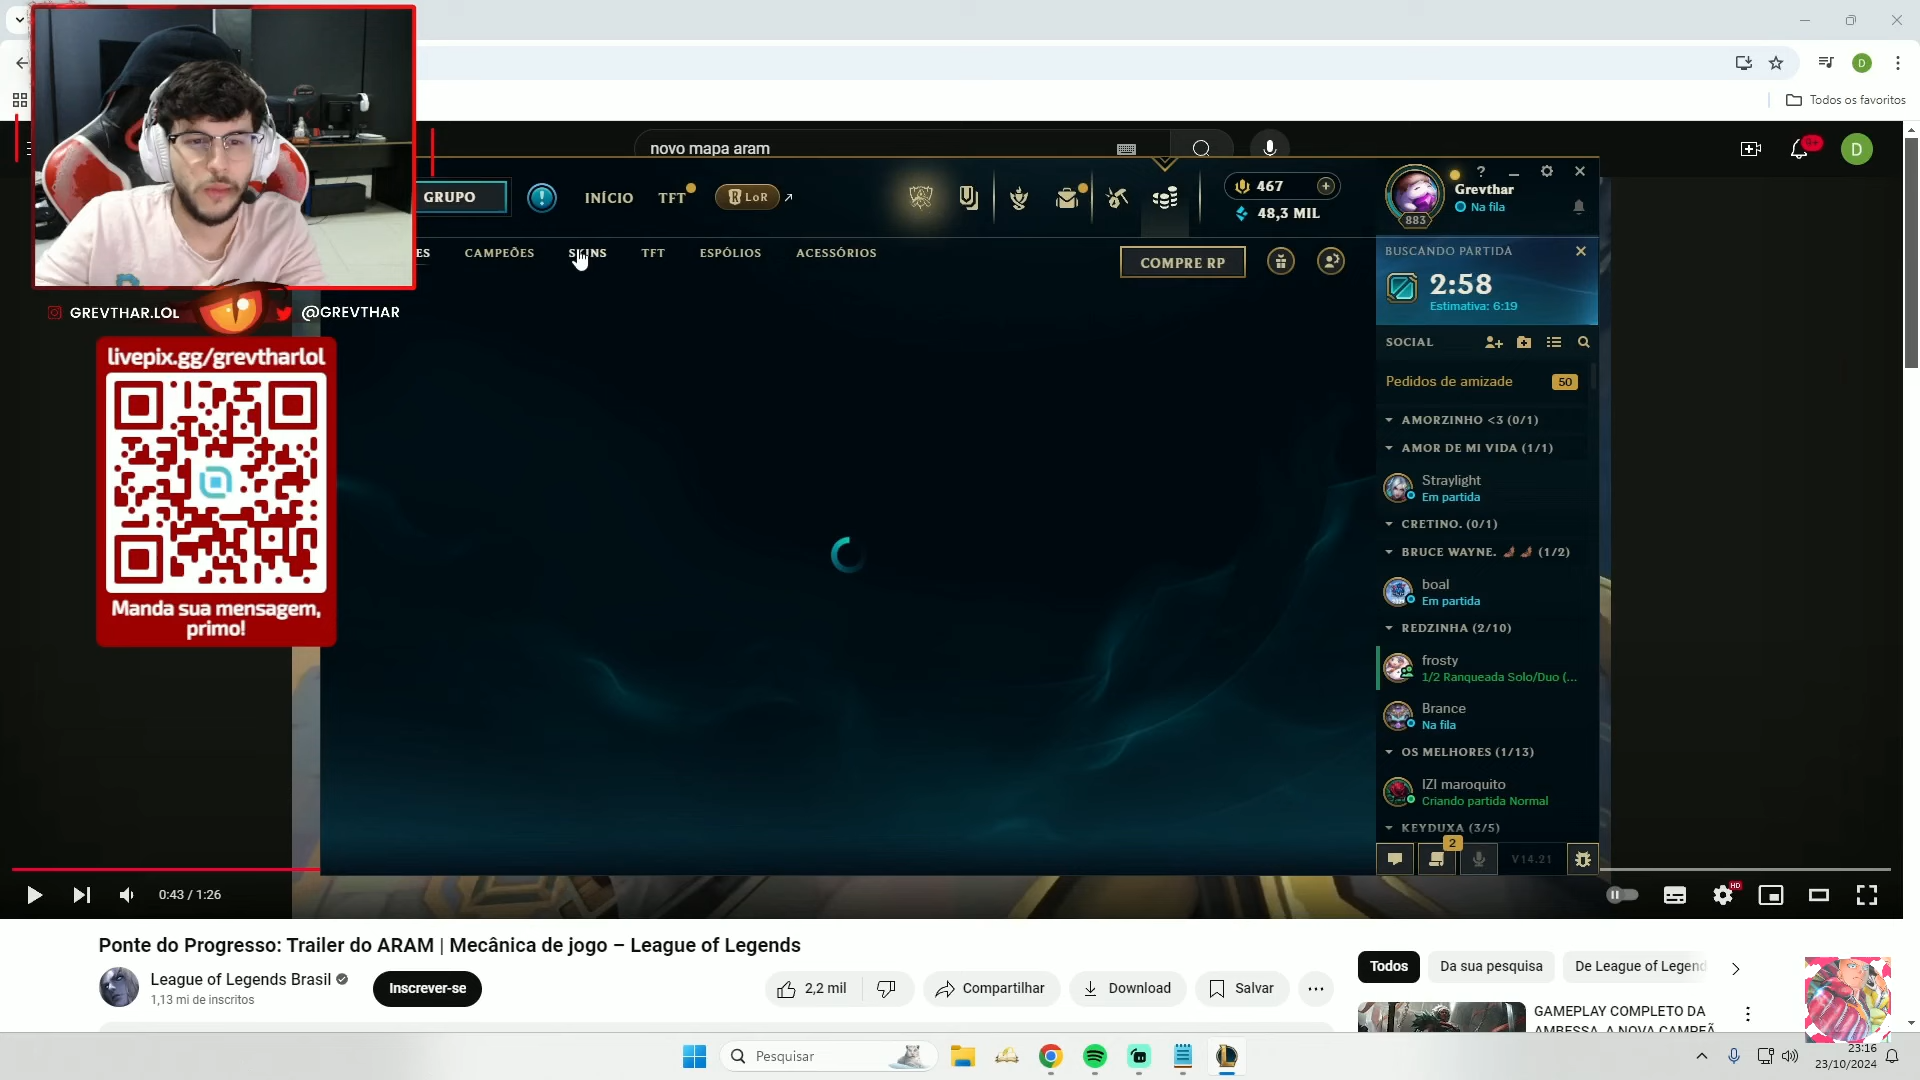 Todos os favoritos
novo mapa aram
9+
D
D
GRUPO
INÍCIO
TFT
LoR
467
48,3 MIL
Grevthar
Na fila
883
CAMPEÕES
SKINS
TFT
ESPÓLIOS
ACESSÓRIOS
COMPRE RP
BUSCANDO PARTIDA
2:58
Estimativa: 6:19
GREVTHAR.LOL
@GREVTHAR
livepix.gg/grevtharlol
Manda sua mensagem,
primo!
SOCIAL
Pedidos de amizade
50
AMORZINHO <3 (0/1)
AMOR DE MI VIDA (1/1)
Straylight
Em partida
CRETINO. (0/1)
BRUCE WAYNE. (1/2)
boal
Em partida
REDZINHA (2/10)
frosty
1/2 Ranqueada Solo/Duo (...
Brance
Na fila
OS MELHORES (1/13)
IZI maroquito
Criando partida Normal
KEYDUXA (3/5)
2
V14.21
0:43 / 1:26
HD
Ponte do Progresso: Trailer do ARAM | Mecânica de jogo – League of Legends
League of Legends Brasil
1,13 mi de inscritos
Inscrever-se
2,2 mil
Compartilhar
Download
Salvar
Todos
Da sua pesquisa
De League of Legend
GAMEPLAY COMPLETO DA
AMBESSA, A NOVA CAMPEÃ
Pesquisar
23:16
23/10/2024